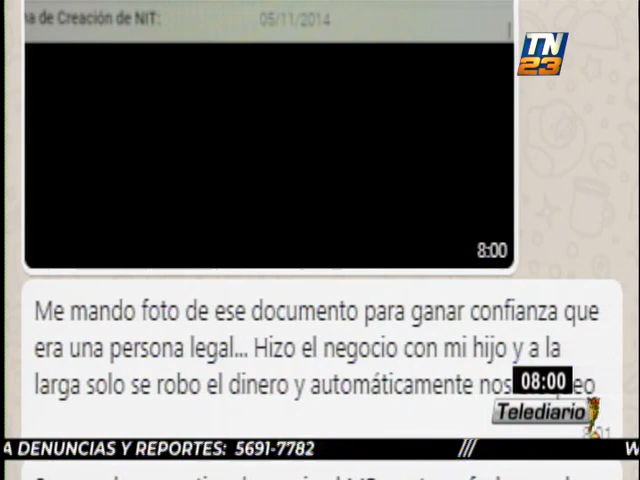 de Creación de NIT: 05/11/2014
TN
23
8:00
Me mando foto de ese documento para ganar confianza que
era una persona legal... Hizo el negocio con mi hijo y a la
larga solo se robo el dinero y automáticamente nos
08:00
Telediario
A DENUNCIAS Y REPORTES: 5691-7782